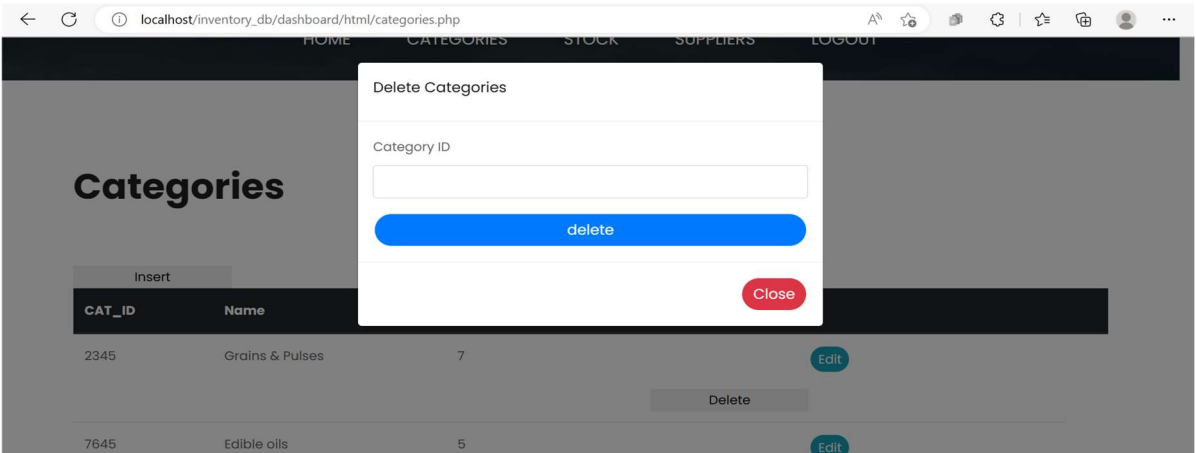 localhost/inventory_db/dashboard/html/categories.php
HOME CATEGORIES STOCK SUPPLIERS LOGOUT
Delete Categories
Category ID
Categories
delete
Insert
Close
CAT_ID Name
2345 Grains & Pulses 7 Edit
Delete
7645 Edible oils 5 Edit